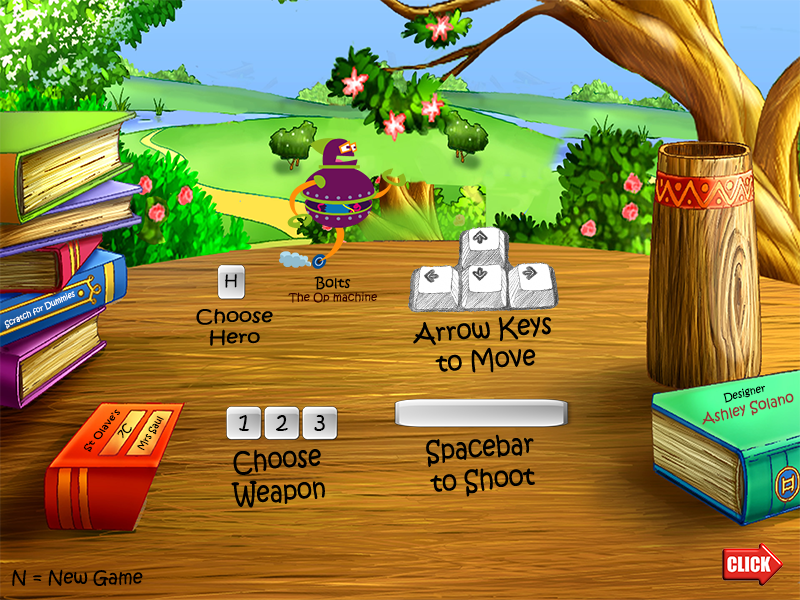 H
Choose
Hero
Bolts
The Op machine
Arrow Keys
to Move
Scratch for Dummies
Designer
Ashley Solano
St Olave's
7C
Mrs Saul
1 2 3
Choose
Weapon
Spacebar
to Shoot
N = New Game
CLICK